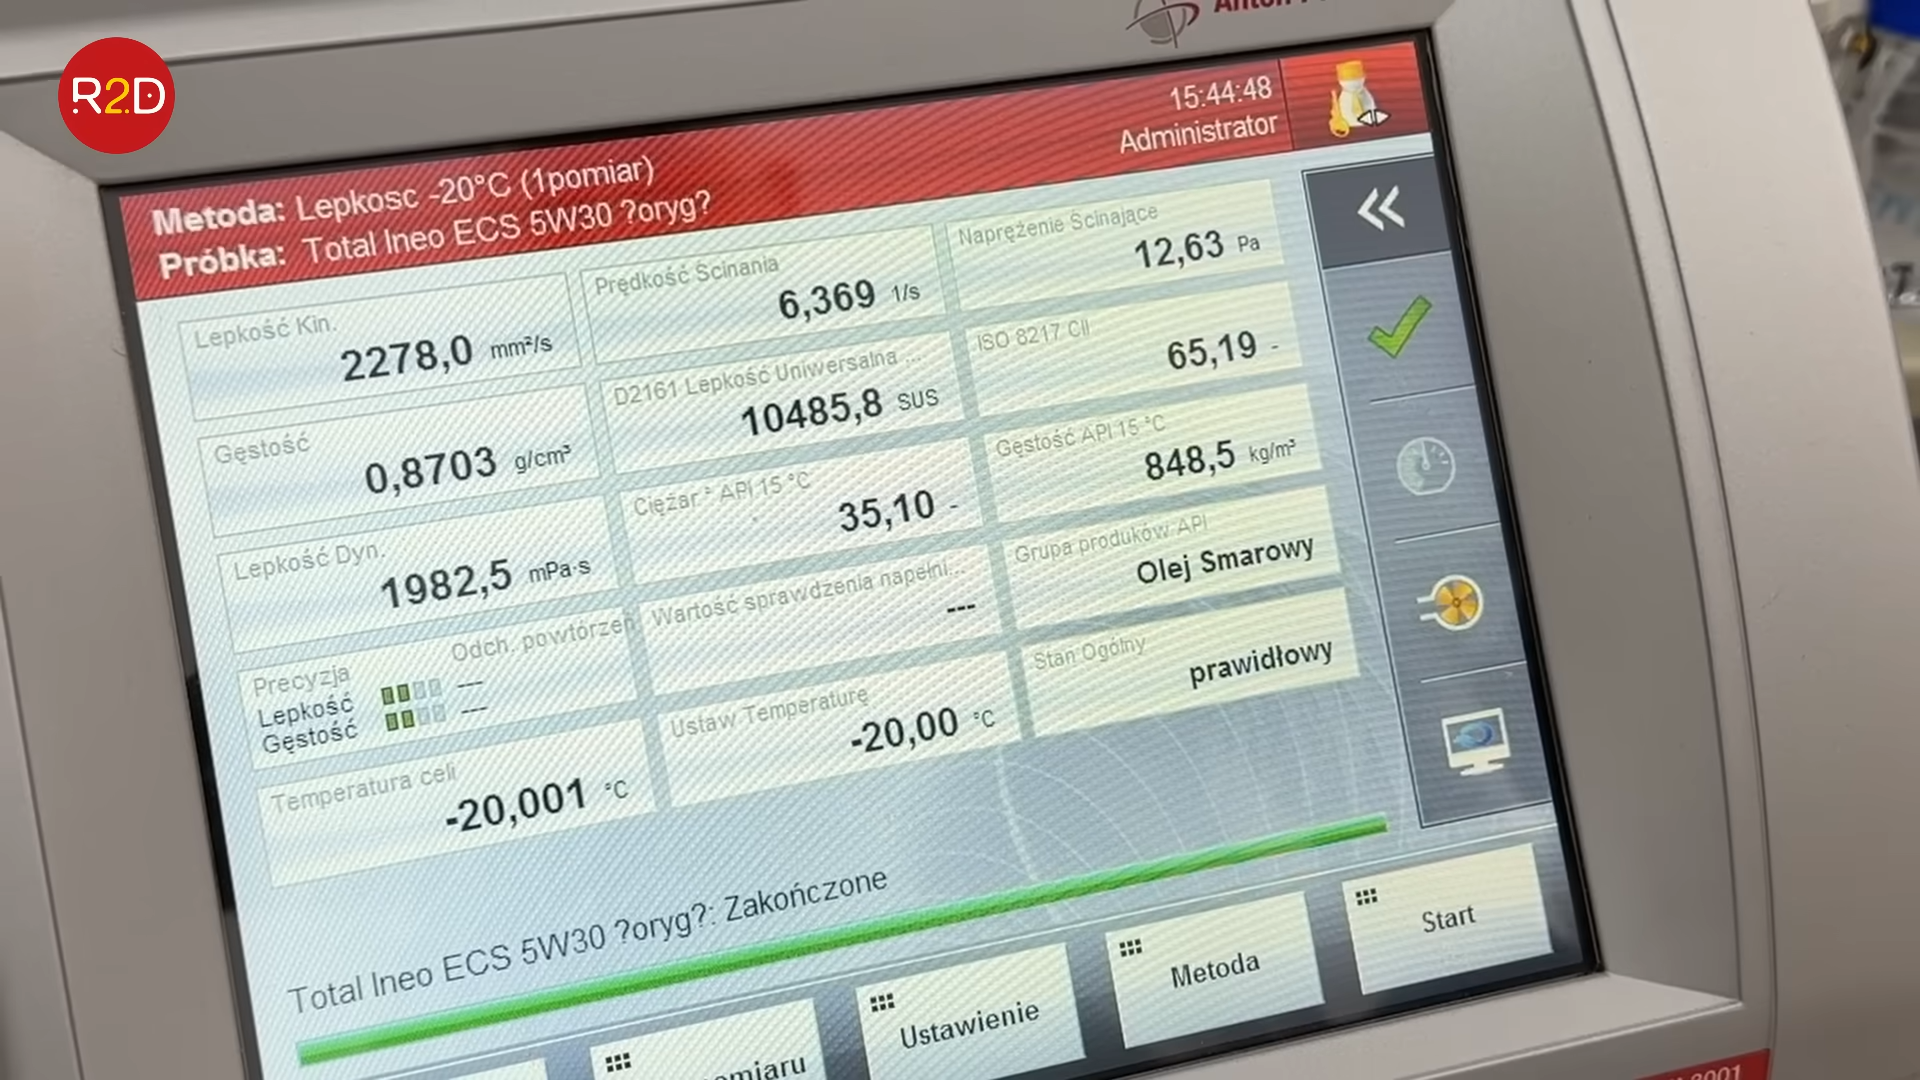 R2D
15:44:48
Administrator
Metoda: Lepkosc -20°C (1pomiar)
Próbka: Total Ineo ECS 5W30 ?oryg?
Lepkość Kin.
2278,0 mm²/s
Prędkość Ścinania
6,369 1/s
Naprężenie Ścinające
12,63 Pa
Gęstość
0,8703 g/cm³
D2161 Lepkość Uniwersalna ...
10485,8 SUS
ISO 8217 CII
65,19 -
Lepkość Dyn.
1982,5 mPa·s
Ciężar ° API 15 °C
35,10 -
Gęstość API 15 °C
848,5 kg/m³
Precyzja Odch. powtórzeń
Lepkość ---
Gęstość ---
Wartość sprawdzenia napełni...
---
Grupa produków API
Olej Smarowy
Temperatura celi
-20,001 °C
Ustaw Temperaturę
-20,00 °C
Stan Ogólny
prawidłowy
Total Ineo ECS 5W30 ?oryg?: Zakończone
Ustawienie
Metoda
Start